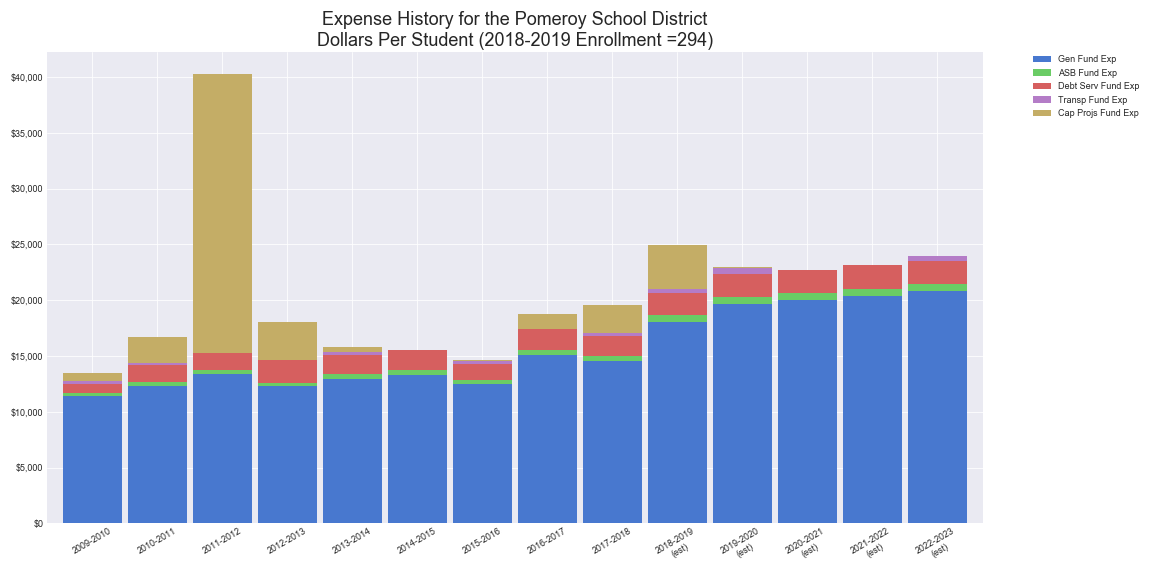 Expense History for the Pomeroy School District
Dollars Per Student (2018-2019 Enrollment =294)
Gen Fund Exp
ASB Fund Exp
Debt Serv Fund Exp
Transp Fund Exp
Cap Projs Fund Exp
$40,000
$35,000
$30,000
$25,000
$20,000
$15,000
$10,000
$5,000
$0
2009-2010
2010-2011
2011-2012
2012-2013
2013-2014
2014-2015
2015-2016
2016-2017
2017-2018
2018-2019
(est)
2019-2020
(est)
2020-2021
(est)
2021-2022
(est)
2022-2023
(est)